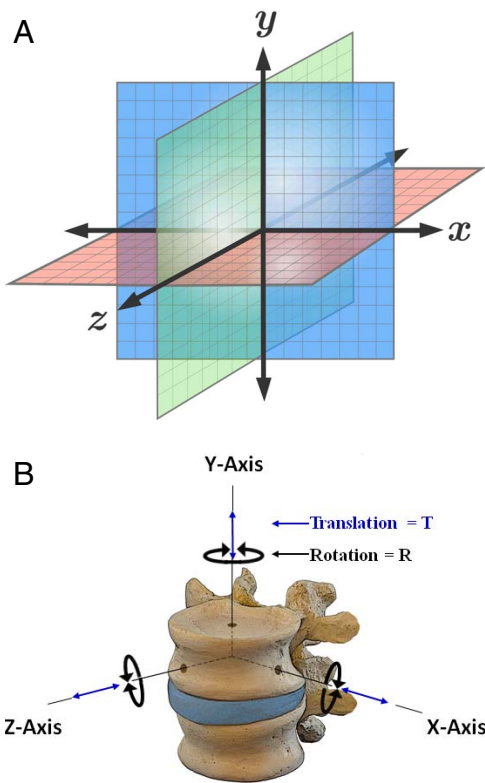 A
y
x
z
B
Y-Axis
Translation = T
Rotation = R
Z-Axis
X-Axis